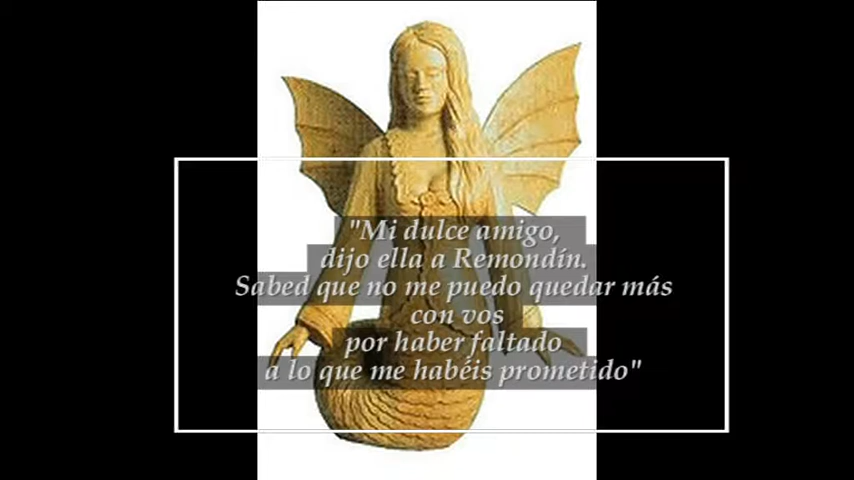 "Mi dulce amigo,
dijo ella a Remondín.
Sabed que no me puedo quedar más
con vos
por haber faltado
a lo que me habéis prometido"